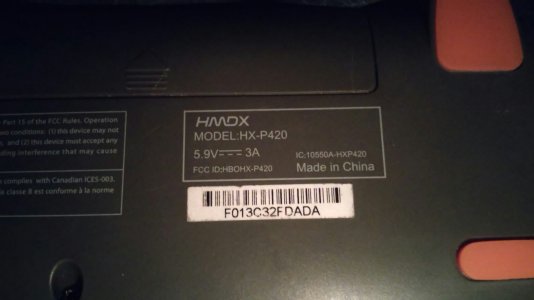 Part 15 of the FCC Rules. Operation
two conditions: (1) this device may not
and (2) this device must accept any
interference that may cause
complies with Canadian ICES-003.
classe B est conforme à la norme
HMDX
MODEL:HX-P420
5.9V⎓3A
IC:10550A-HXP420
FCC ID:HBOHX-P420
Made in China
F013C32FDADA